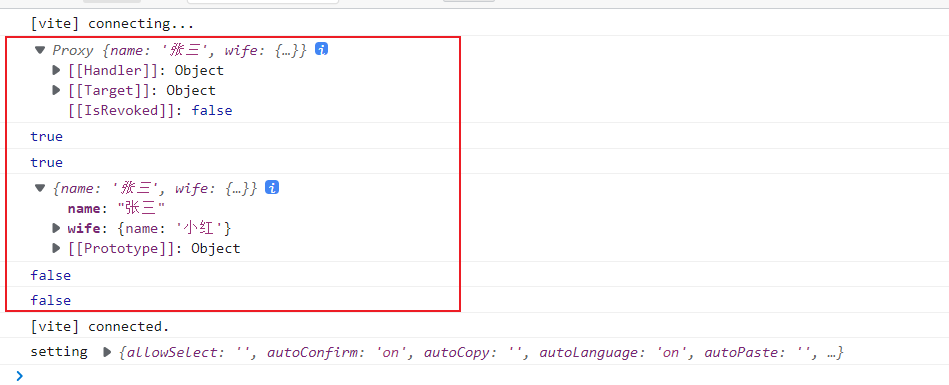 [vite] connecting...
Proxy {name: '张三', wife: {…}}
[[Handler]]: Object
[[Target]]: Object
[[IsRevoked]]: false
true
true
{name: '张三', wife: {…}}
name: "张三"
wife: {name: '小红'}
[[Prototype]]: Object
false
false
[vite] connected.
setting {allowSelect: '', autoConfirm: 'on', autoCopy: '', autoLanguage: 'on', autoPaste: '', …}